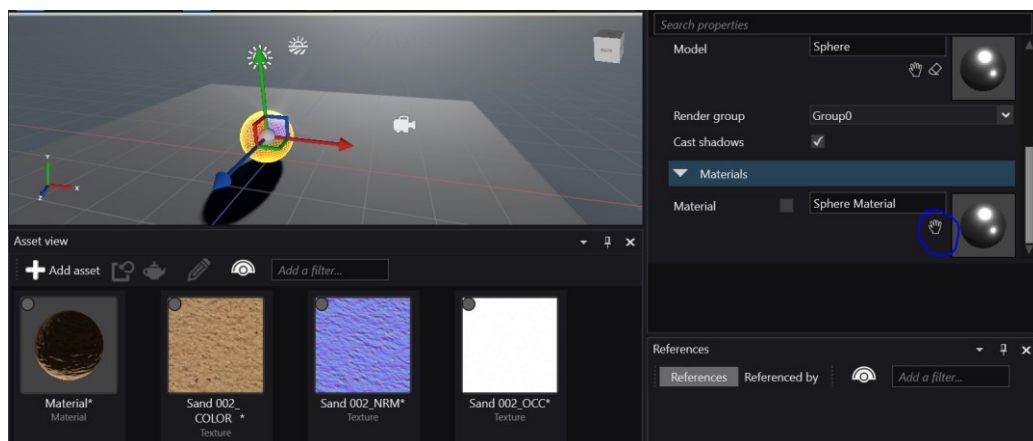 Search properties
Model
Sphere
Render group
Group0
Cast shadows
Materials
Material
Sphere Material
Y
X
Z
Asset view
Add asset
Add a filter...
Material*
Material
Sand 002_
COLOR *
Texture
Sand 002_NRM*
Texture
Sand 002_OCC*
Texture
References
References
Referenced by
Add a filter...